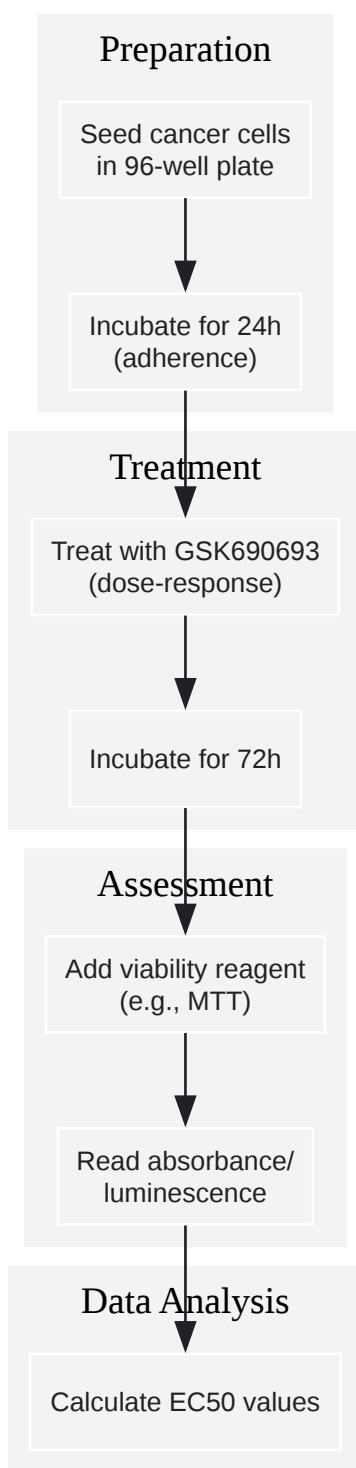 Preparation
Seed cancer cells
in 96-well plate
Incubate for 24h
(adherence)
Treatment
Treat with GSK690693
(dose-response)
Incubate for 72h
Assessment
Add viability reagent
(e.g., MTT)
Read absorbance/
luminescence
Data Analysis
Calculate EC50 values